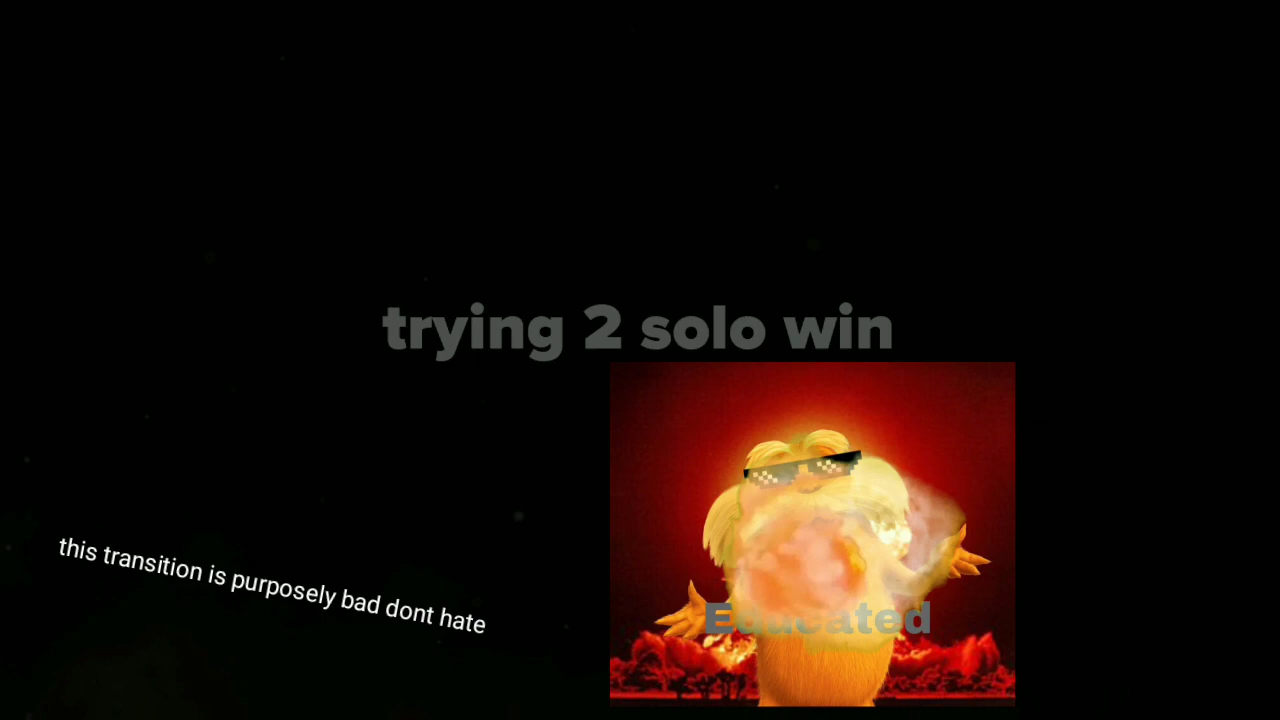 trying 2 solo win
this transition is purposely bad dont hate
Educated